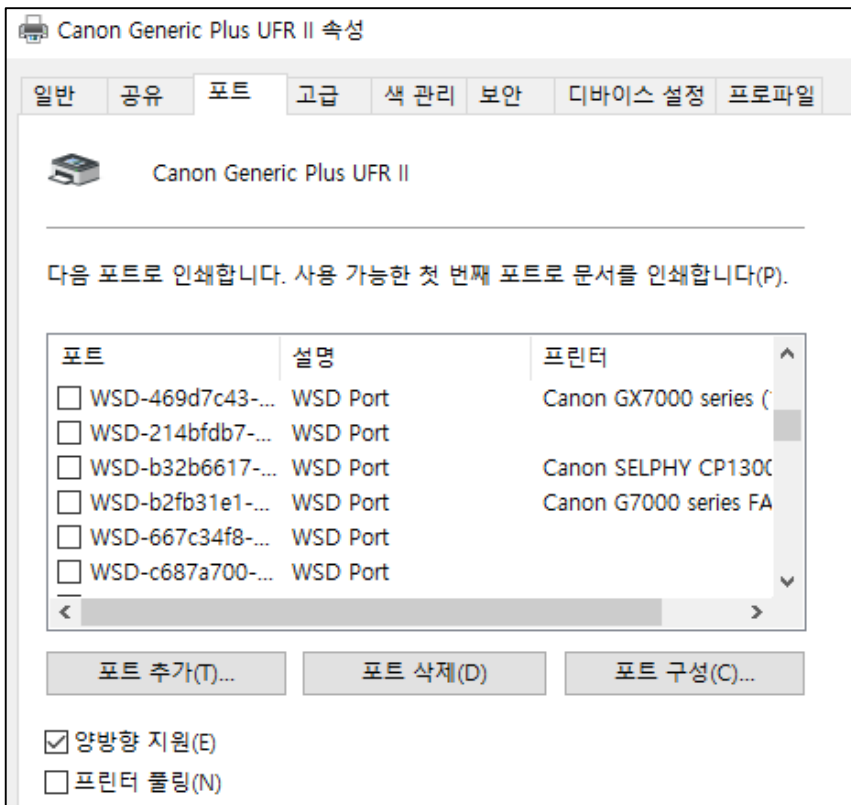 Canon Generic Plus UFR II 속성
일반 공유 포트 고급 색 관리 보안 디바이스 설정 프로파일
Canon Generic Plus UFR II
다음 포트로 인쇄합니다. 사용 가능한 첫 번째 포트로 문서를 인쇄합니다(P).
포트 설명 프린터
WSD-469d7c43-... WSD Port Canon GX7000 series (
WSD-214bfdb7-... WSD Port
WSD-b32b6617-... WSD Port Canon SELPHY CP1300
WSD-b2fb31e1-... WSD Port Canon G7000 series FA
WSD-667c34f8-... WSD Port
WSD-c687a700-... WSD Port
포트 추가(T)... 포트 삭제(D) 포트 구성(C)...
양방향 지원(E)
프린터 풀링(N)